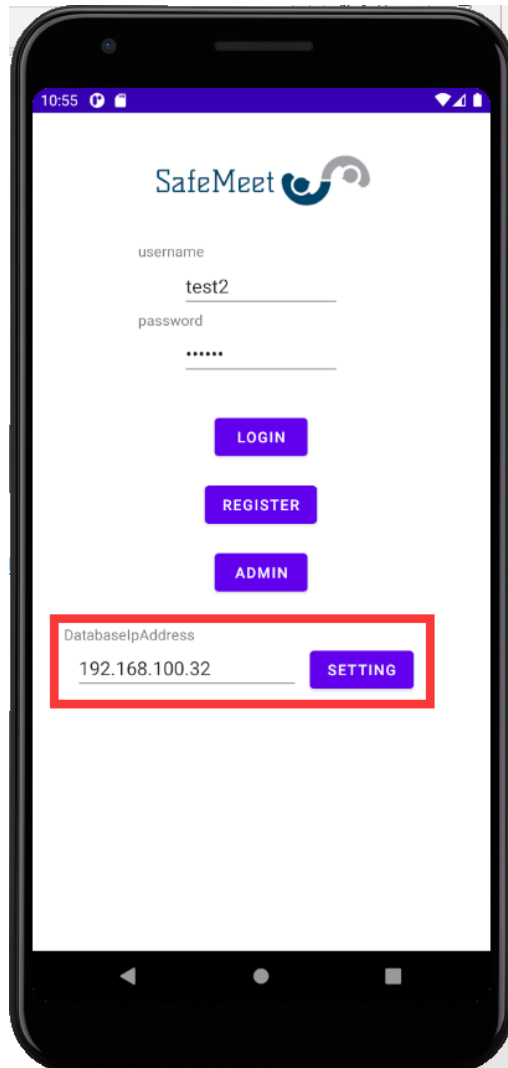 10:55
SafeMeet
username
test2
password
••••••
LOGIN
REGISTER
ADMIN
DatabaseIpAddress
192.168.100.32
SETTING